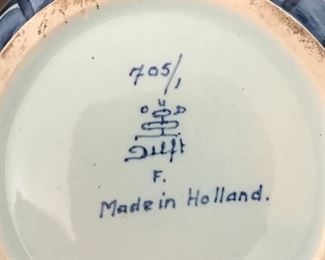 705/1
D
Delft
F.
Made in Holland.